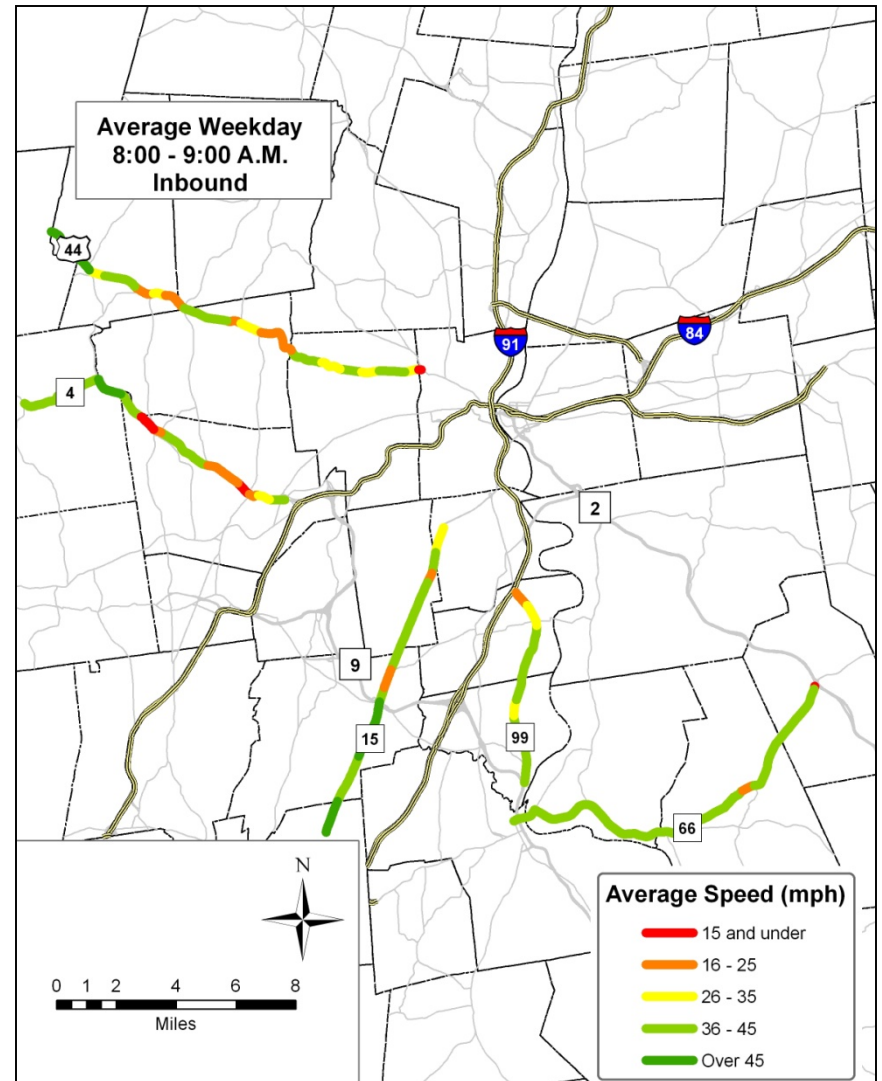 Average Weekday
8:00 - 9:00 A.M.
Inbound
44
91
84
4
2
9
15
99
66
N
0 1 2 4 6 8
Miles
Average Speed (mph)
15 and under
16 - 25
26 - 35
36 - 45
Over 45